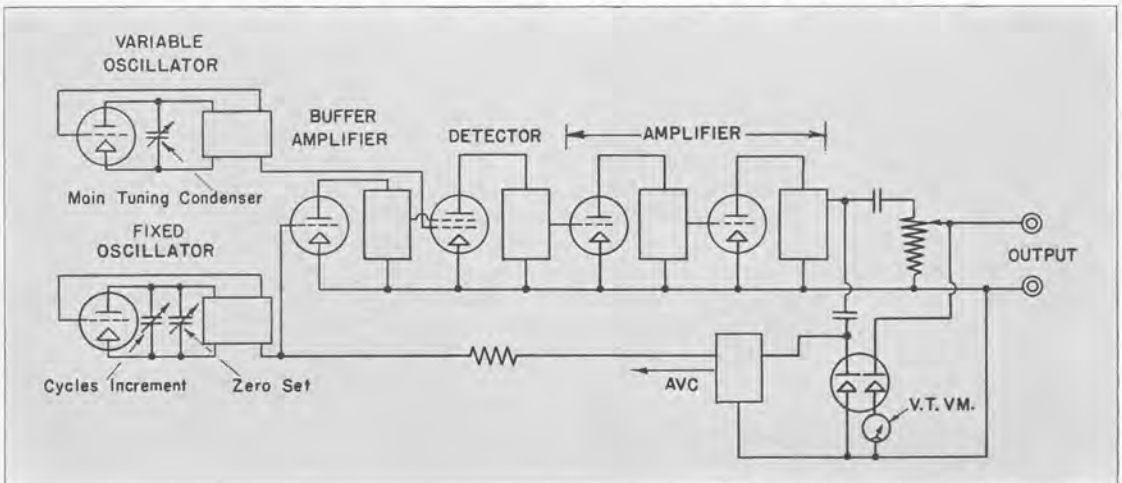 VARIABLE
OSCILLATOR
Main Tuning Condenser
FIXED
OSCILLATOR
Cycles Increment
Zero Set
BUFFER
AMPLIFIER
DETECTOR
AMPLIFIER
OUTPUT
AVC
V.T. VM.